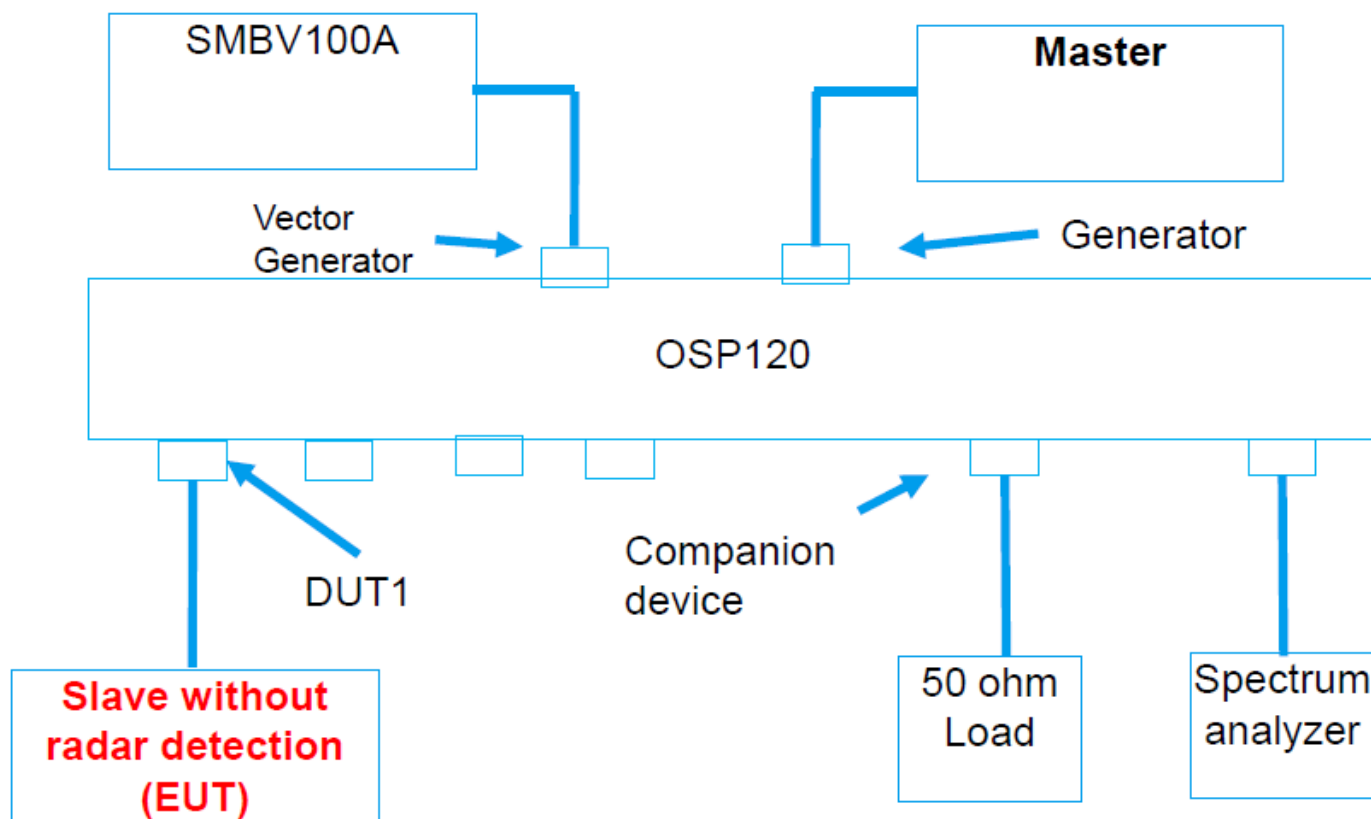 SMBV100A
Master
Vector
Generator
Generator
OSP120
DUT1
Companion
device
Slave without
radar detection
(EUT)
50 ohm
Load
Spectrum
analyzer